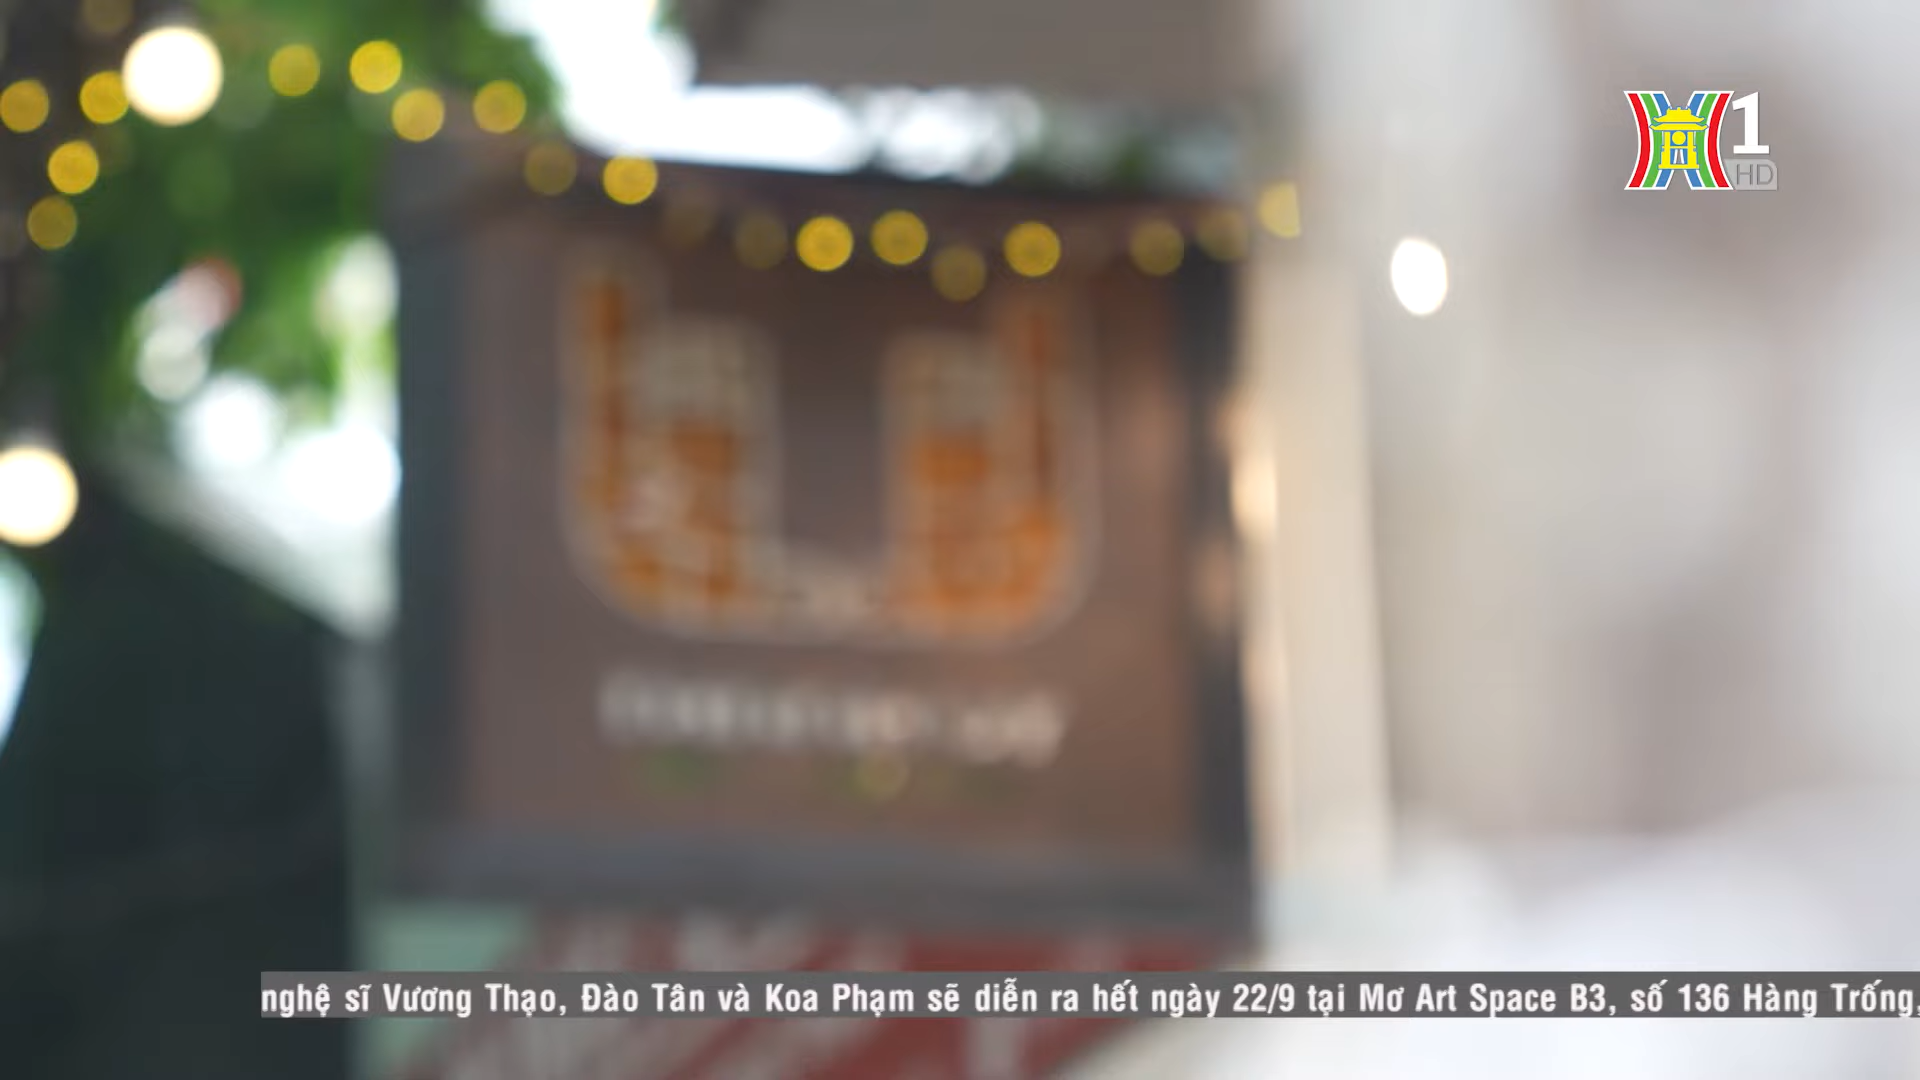 1
HD
nghệ sĩ Vương Thạo, Đào Tân và Koa Phạm sẽ diễn ra hết ngày 22/9 tại Mơ Art Space B3, số 136 Hàng Trống,